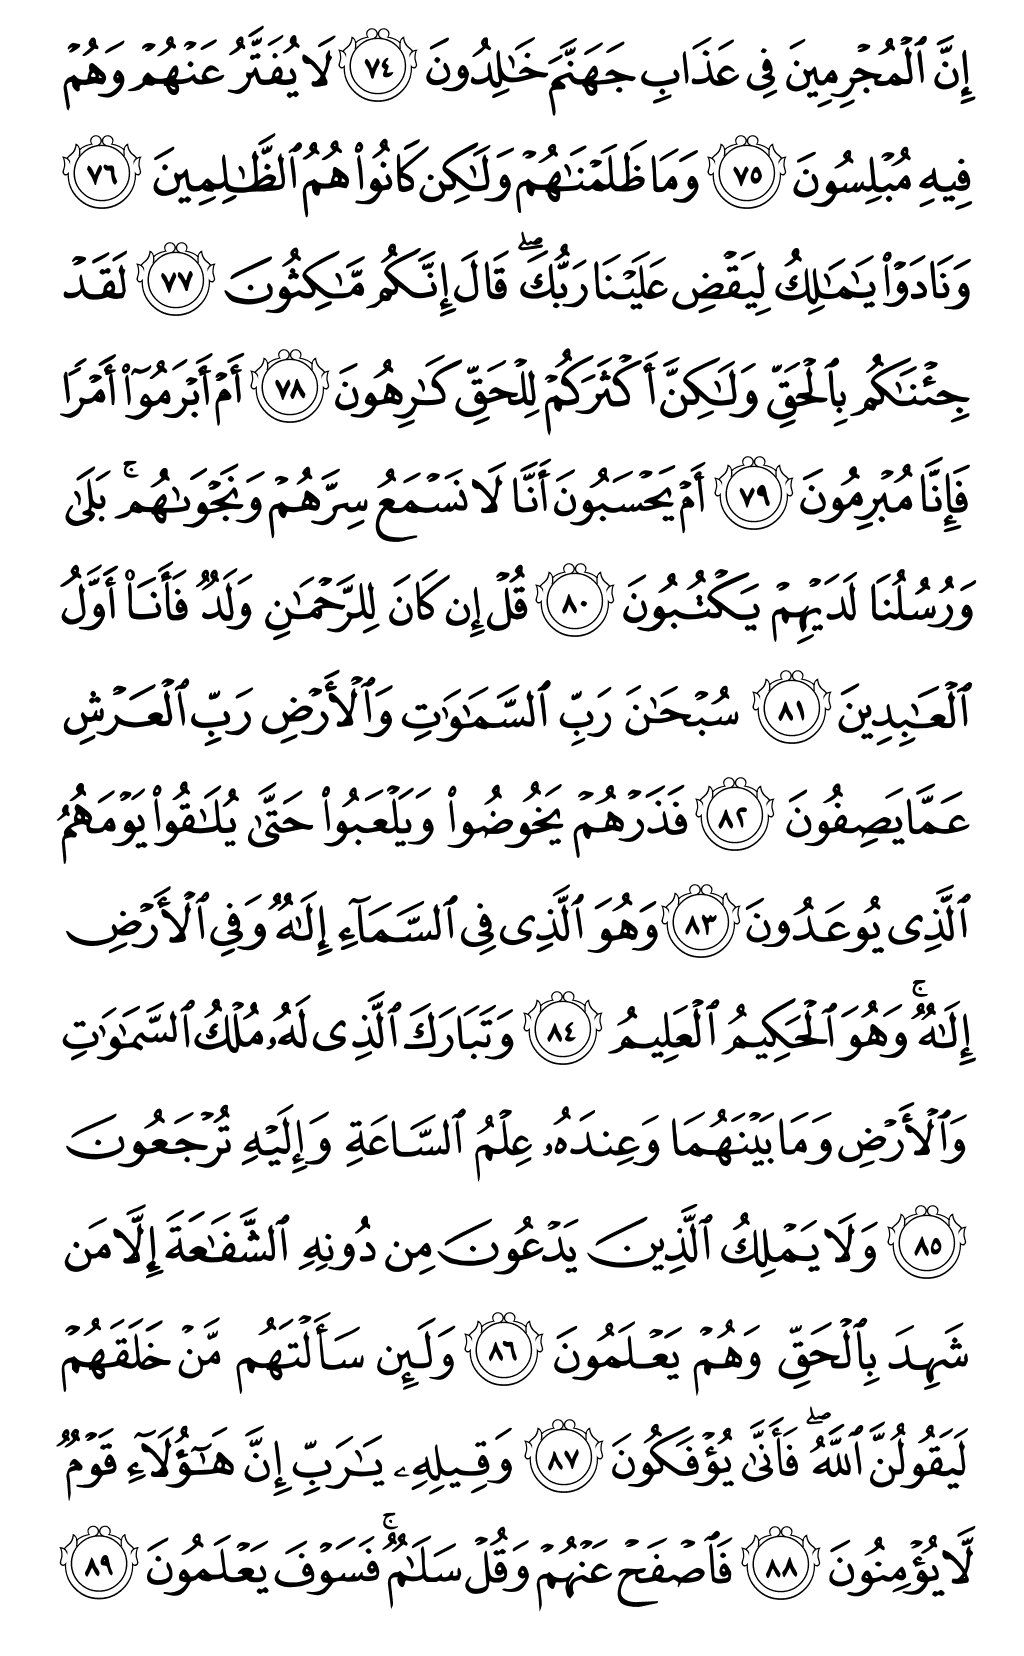 إِنَّ ٱلْمُجْرِمِينَ فِى عَذَابِ جَهَنَّمَ خَـٰلِدُونَ ٧٤ لَا يُفَتَّرُ عَنْهُمْ وَهُمْ
فِيهِ مُبْلِسُونَ ٧٥ وَمَا ظَلَمْنَـٰهُمْ وَلَـٰكِن كَانُوا۟ هُمُ ٱلظَّـٰلِمِينَ ٧٦
وَنَادَوْا۟ يَـٰمَـٰلِكُ لِيَقْضِ عَلَيْنَا رَبُّكَ ۖ قَالَ إِنَّكُم مَّـٰكِثُونَ ٧٧ لَقَدْ
جِئْنَـٰكُم بِٱلْحَقِّ وَلَـٰكِنَّ أَكْثَرَكُمْ لِلْحَقِّ كَـٰرِهُونَ ٧٨ أَمْ أَبْرَمُوٓا۟ أَمْرًا
فَإِنَّا مُبْرِمُونَ ٧٩ أَمْ يَحْسَبُونَ أَنَّا لَا نَسْمَعُ سِرَّهُمْ وَنَجْوَىٰهُم ۚ بَلَىٰ
وَرُسُلُنَا لَدَيْهِمْ يَكْتُبُونَ ٨٠ قُلْ إِن كَانَ لِلرَّحْمَـٰنِ وَلَدٌ فَأَنَا۠ أَوَّلُ
ٱلْعَـٰبِدِينَ ٨١ سُبْحَـٰنَ رَبِّ ٱلسَّمَـٰوَٰتِ وَٱلْأَرْضِ رَبِّ ٱلْعَرْشِ
عَمَّا يَصِفُونَ ٨٢ فَذَرْهُمْ يَخُوضُوا۟ وَيَلْعَبُوا۟ حَتَّىٰ يُلَـٰقُوا۟ يَوْمَهُمُ
ٱلَّذِى يُوعَدُونَ ٨٣ وَهُوَ ٱلَّذِى فِى ٱلسَّمَآءِ إِلَـٰهٌ وَفِى ٱلْأَرْضِ
إِلَـٰهٌ ۚ وَهُوَ ٱلْحَكِيمُ ٱلْعَلِيمُ ٨٤ وَتَبَارَكَ ٱلَّذِى لَهُۥ مُلْكُ ٱلسَّمَـٰوَٰتِ
وَٱلْأَرْضِ وَمَا بَيْنَهُمَا وَعِندَهُۥ عِلْمُ ٱلسَّاعَةِ وَإِلَيْهِ تُرْجَعُونَ
٨٥ وَلَا يَمْلِكُ ٱلَّذِينَ يَدْعُونَ مِن دُونِهِ ٱلشَّفَـٰعَةَ إِلَّا مَن
شَهِدَ بِٱلْحَقِّ وَهُمْ يَعْلَمُونَ ٨٦ وَلَئِن سَأَلْتَهُم مَّنْ خَلَقَهُمْ
لَيَقُولُنَّ ٱللَّهُ ۖ فَأَنَّىٰ يُؤْفَكُونَ ٨٧ وَقِيلِهِۦ يَـٰرَبِّ إِنَّ هَـٰٓؤُلَآءِ قَوْمٌ
لَّا يُؤْمِنُونَ ٨٨ فَٱصْفَحْ عَنْهُمْ وَقُلْ سَلَـٰمٌ ۚ فَسَوْفَ يَعْلَمُونَ ٨٩